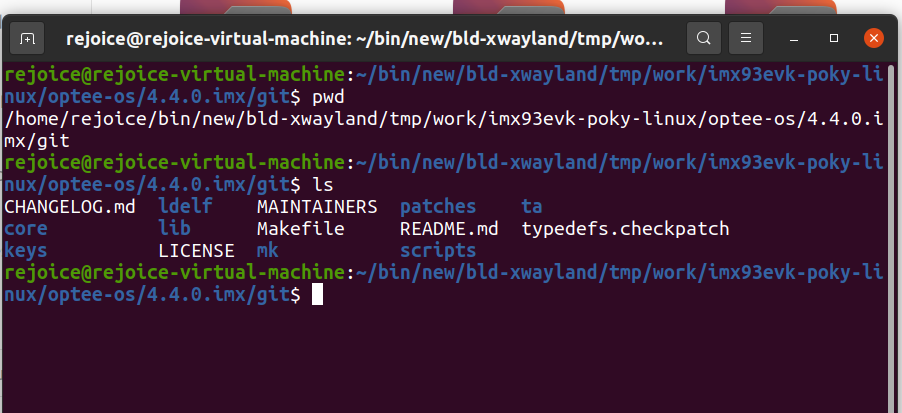 rejoice@rejoice-virtual-machine: ~/bin/new/bld-xwayland/tmp/wo...
rejoice@rejoice-virtual-machine:~/bin/new/bld-xwayland/tmp/work/imx93evk-poky-li
nux/optee-os/4.4.0.imx/git$ pwd
/home/rejoice/bin/new/bld-xwayland/tmp/work/imx93evk-poky-linux/optee-os/4.4.0.i
mx/git
rejoice@rejoice-virtual-machine:~/bin/new/bld-xwayland/tmp/work/imx93evk-poky-li
nux/optee-os/4.4.0.imx/git$ ls
CHANGELOG.md  ldelf    MAINTAINERS  patches    ta
core          lib      Makefile     README.md  typedefs.checkpatch
keys          LICENSE  mk           scripts
rejoice@rejoice-virtual-machine:~/bin/new/bld-xwayland/tmp/work/imx93evk-poky-li
nux/optee-os/4.4.0.imx/git$